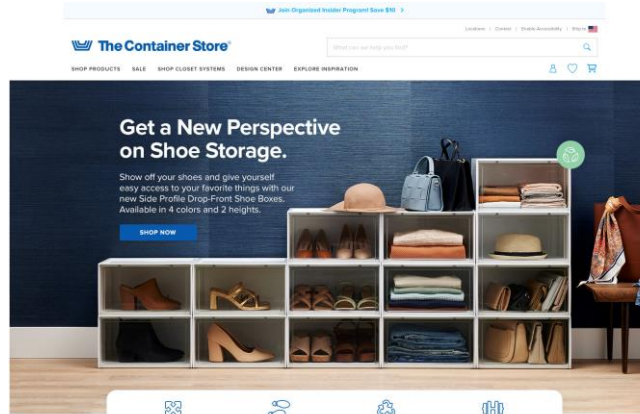 Join Organized Insider Program! Save $10 >
Locations | Contact | Enable Accessibility | Ship to
The Container Store®
What can we help you find?
SHOP PRODUCTS SALE SHOP CLOSET SYSTEMS DESIGN CENTER EXPLORE INSPIRATION
Get a New Perspective
on Shoe Storage.
Show off your shoes and give yourself
easy access to your favorite things with our
new Side Profile Drop-Front Shoe Boxes.
Available in 4 colors and 2 heights.
SHOP NOW